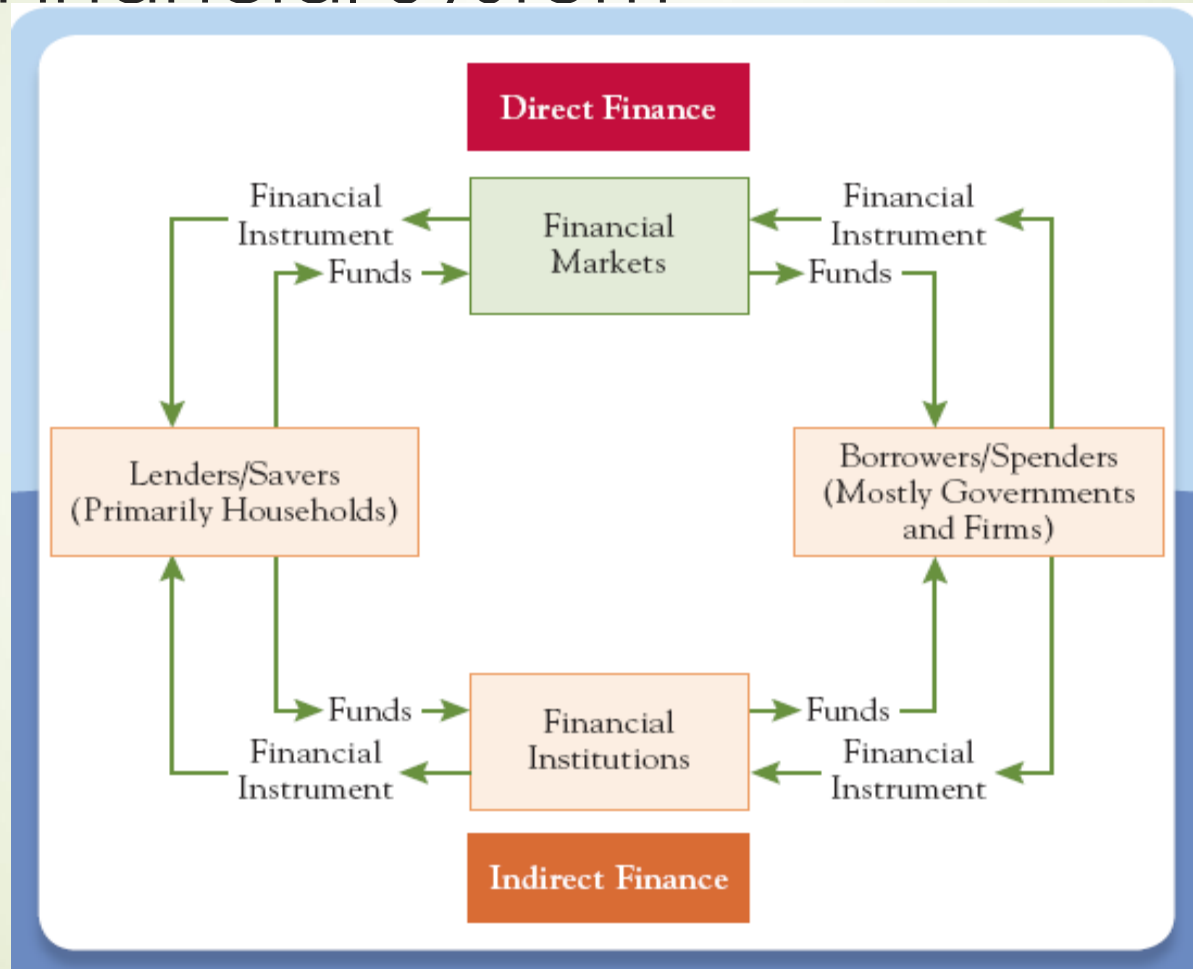 Direct Finance
Financial
Instrument
Funds
Financial
Markets
Financial
Instrument
Funds
Lenders/Savers
(Primarily Households)
Borrowers/Spenders
(Mostly Governments
and Firms)
Funds
Financial
Instrument
Financial
Institutions
Funds
Financial
Instrument
Indirect Finance